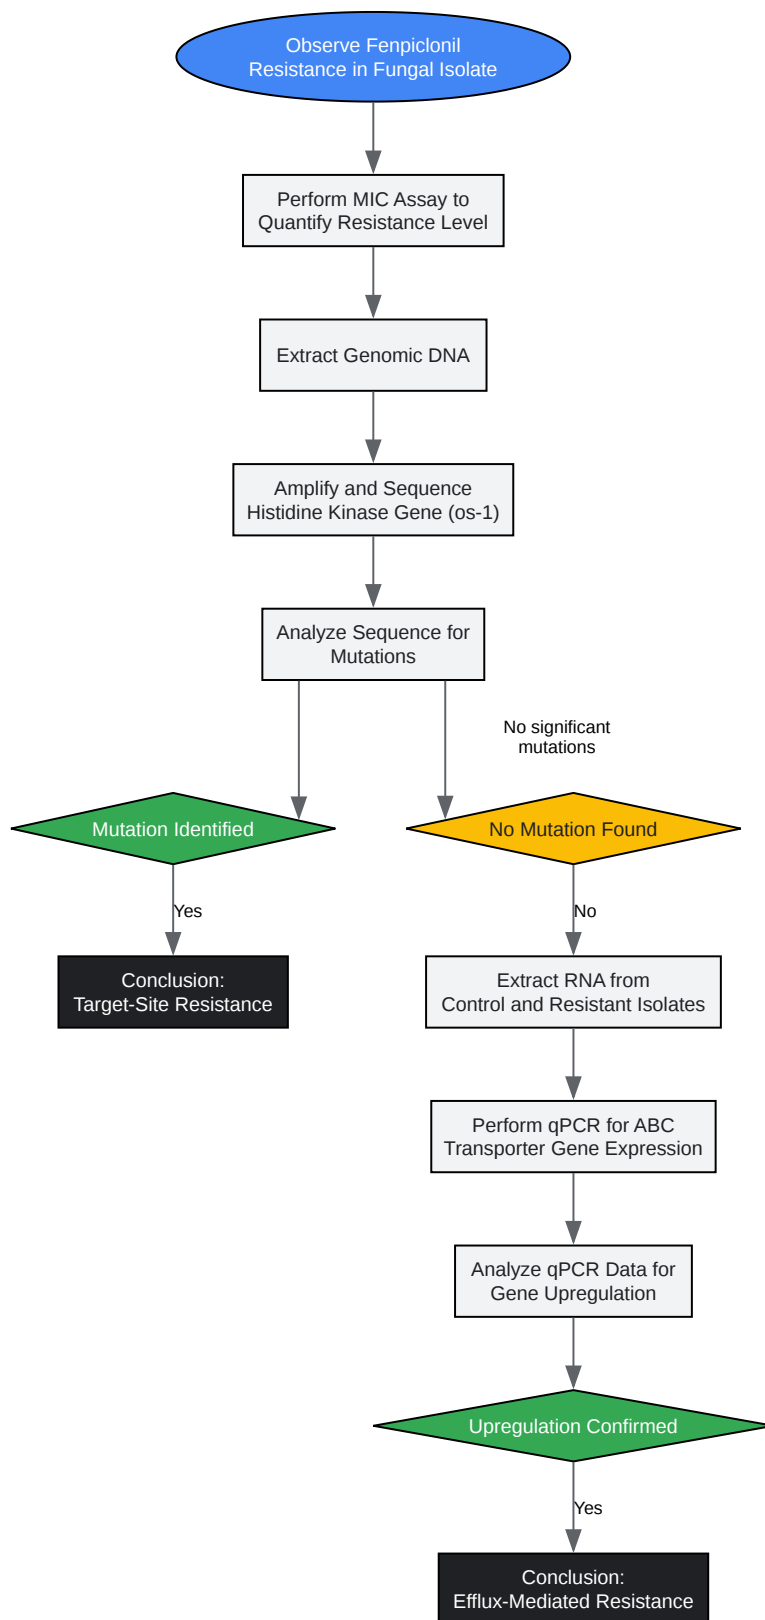 Observe Fenpiclonil
Resistance in Fungal Isolate
Perform MIC Assay to
Quantify Resistance Level
Extract Genomic DNA
Amplify and Sequence
Histidine Kinase Gene (os-1)
Analyze Sequence for
Mutations
No significant
mutations
Mutation Identified
No Mutation Found
Yes
No
Conclusion:
Target-Site Resistance
Extract RNA from
Control and Resistant Isolates
Perform qPCR for ABC
Transporter Gene Expression
Analyze qPCR Data for
Gene Upregulation
Upregulation Confirmed
Yes
Conclusion:
Efflux-Mediated Resistance